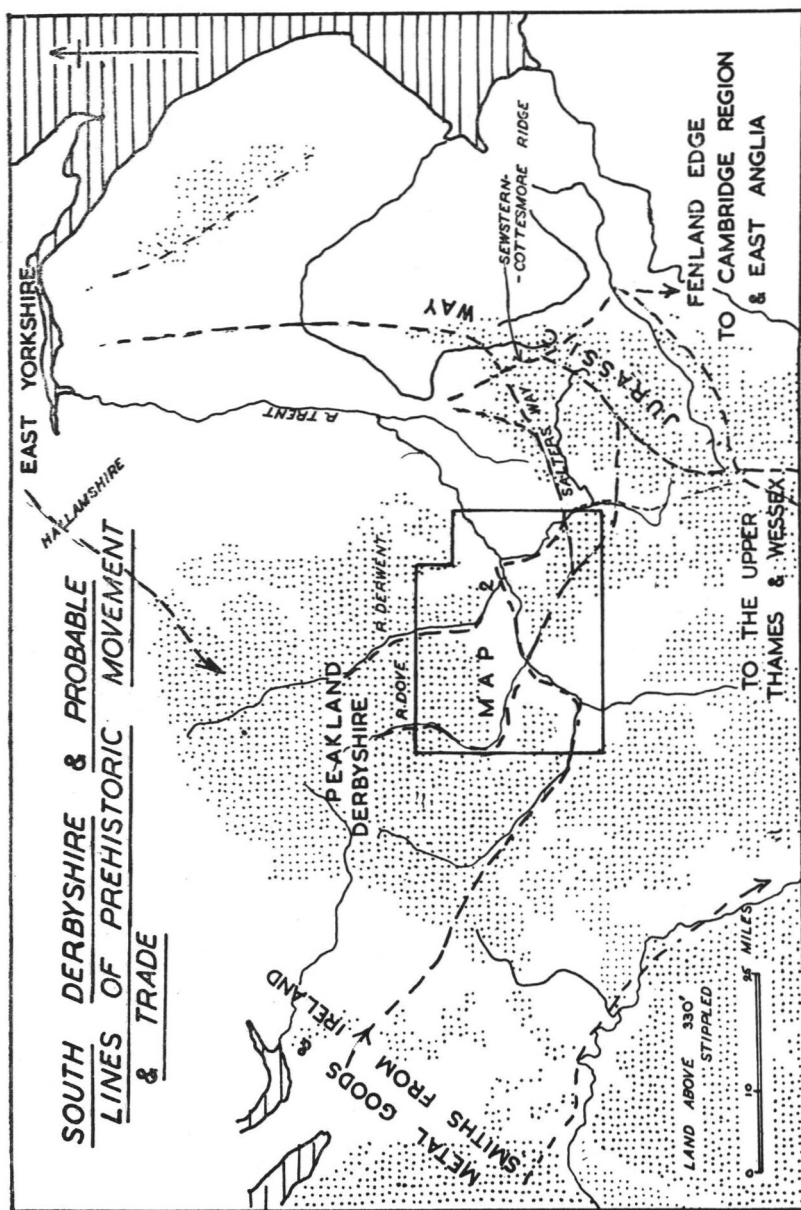 SOUTH DERBYSHIRE & PROBABLE
LINES OF PREHISTORIC MOVEMENT
& TRADE
EAST YORKSHIRE
HALLAMSHIRE
R. TRENT
WAY
SEWSTERN-
-COTTESMORE RIDGE
JURASSIC
SALTERS WAY
FENLAND EDGE
TO CAMBRIDGE REGION
& EAST ANGLIA
R. DERWENT
R. DOVE
PEAKLAND
DERBYSHIRE
MAP 2
TO THE UPPER
THAMES & WESSEX
METAL GOODS &
SMITHS FROM IRELAND
LAND ABOVE 330'
STIPPLED
0 10 25 MILES